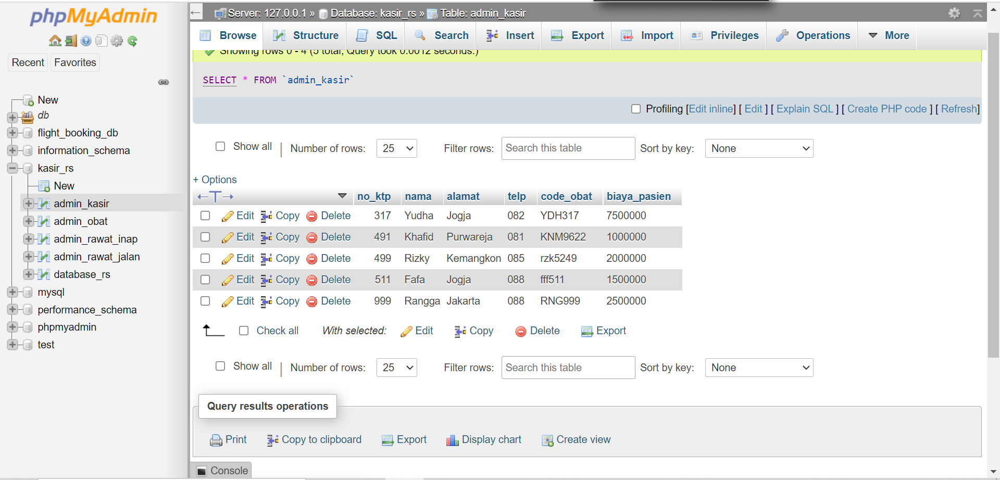 phpMyAdmin
Recent Favorites
New
db
flight_booking_db
information_schema
kasir_rs
New
admin_kasir
admin_obat
admin_rawat_inap
admin_rawat_jalan
database_rs
mysql
performance_schema
phpmyadmin
test
Server: 127.0.0.1 » Database: kasir_rs » Table: admin_kasir
Browse Structure SQL Search Insert Export Import Privileges Operations More
Showing rows 0 - 4 (5 total, Query took 0.0012 seconds.)
SELECT * FROM `admin_kasir`
Profiling [Edit inline] [ Edit ] [ Explain SQL ] [ Create PHP code ] [ Refresh]
Show all | Number of rows: 25 Filter rows: Search this table Sort by key: None
+ Options
←T→ no_ktp nama alamat telp code_obat biaya_pasien
Edit Copy Delete 317 Yudha Jogja 082 YDH317 7500000
Edit Copy Delete 491 Khafid Purwareja 081 KNM9622 1000000
Edit Copy Delete 499 Rizky Kemangkon 085 rzk5249 2000000
Edit Copy Delete 511 Fafa Jogja 088 fff511 1500000
Edit Copy Delete 999 Rangga Jakarta 088 RNG999 2500000
Check all With selected: Edit Copy Delete Export
Show all | Number of rows: 25 Filter rows: Search this table Sort by key: None
Query results operations
Print Copy to clipboard Export Display chart Create view
Console